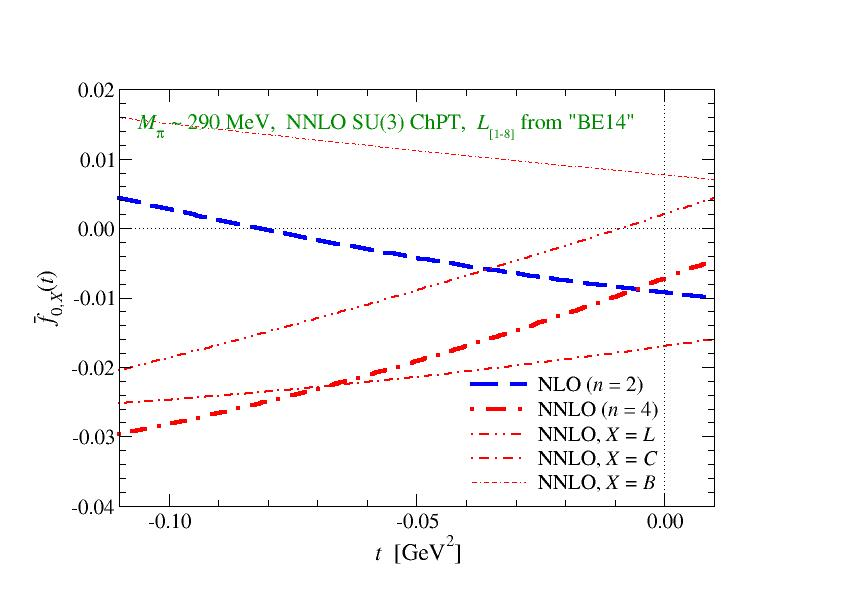 0.02
M_π ~ 290 MeV, NNLO SU(3) ChPT, L_[1-8] from "BE14"
0.01
0.00
-0.01
-0.02
-0.03
-0.04
f̄_{0,X}(t)
NLO (n = 2)
NNLO (n = 4)
NNLO, X = L
NNLO, X = C
NNLO, X = B
-0.10 -0.05 0.00
t [GeV²]